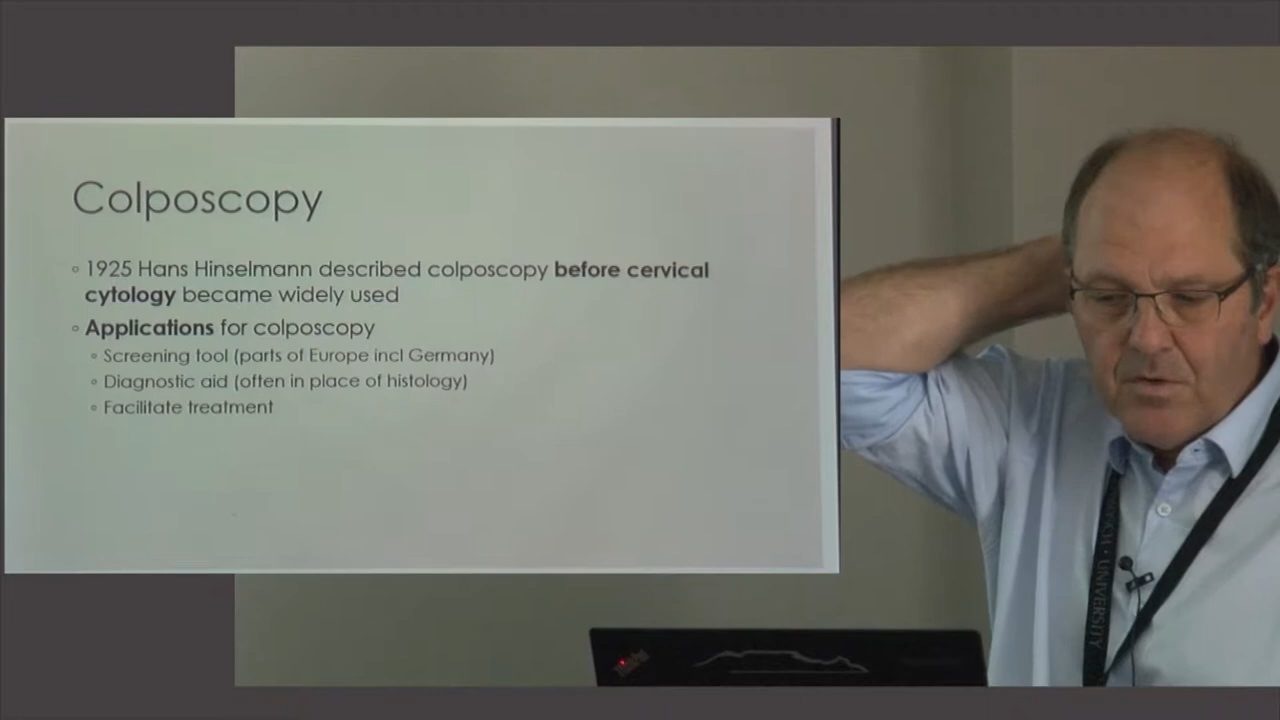 Colposcopy
◦ 1925 Hans Hinselmann described colposcopy before cervical
cytology became widely used
◦ Applications for colposcopy
◦ Screening tool (parts of Europe incl Germany)
◦ Diagnostic aid (often in place of histology)
◦ Facilitate treatment
UNIVERSITY